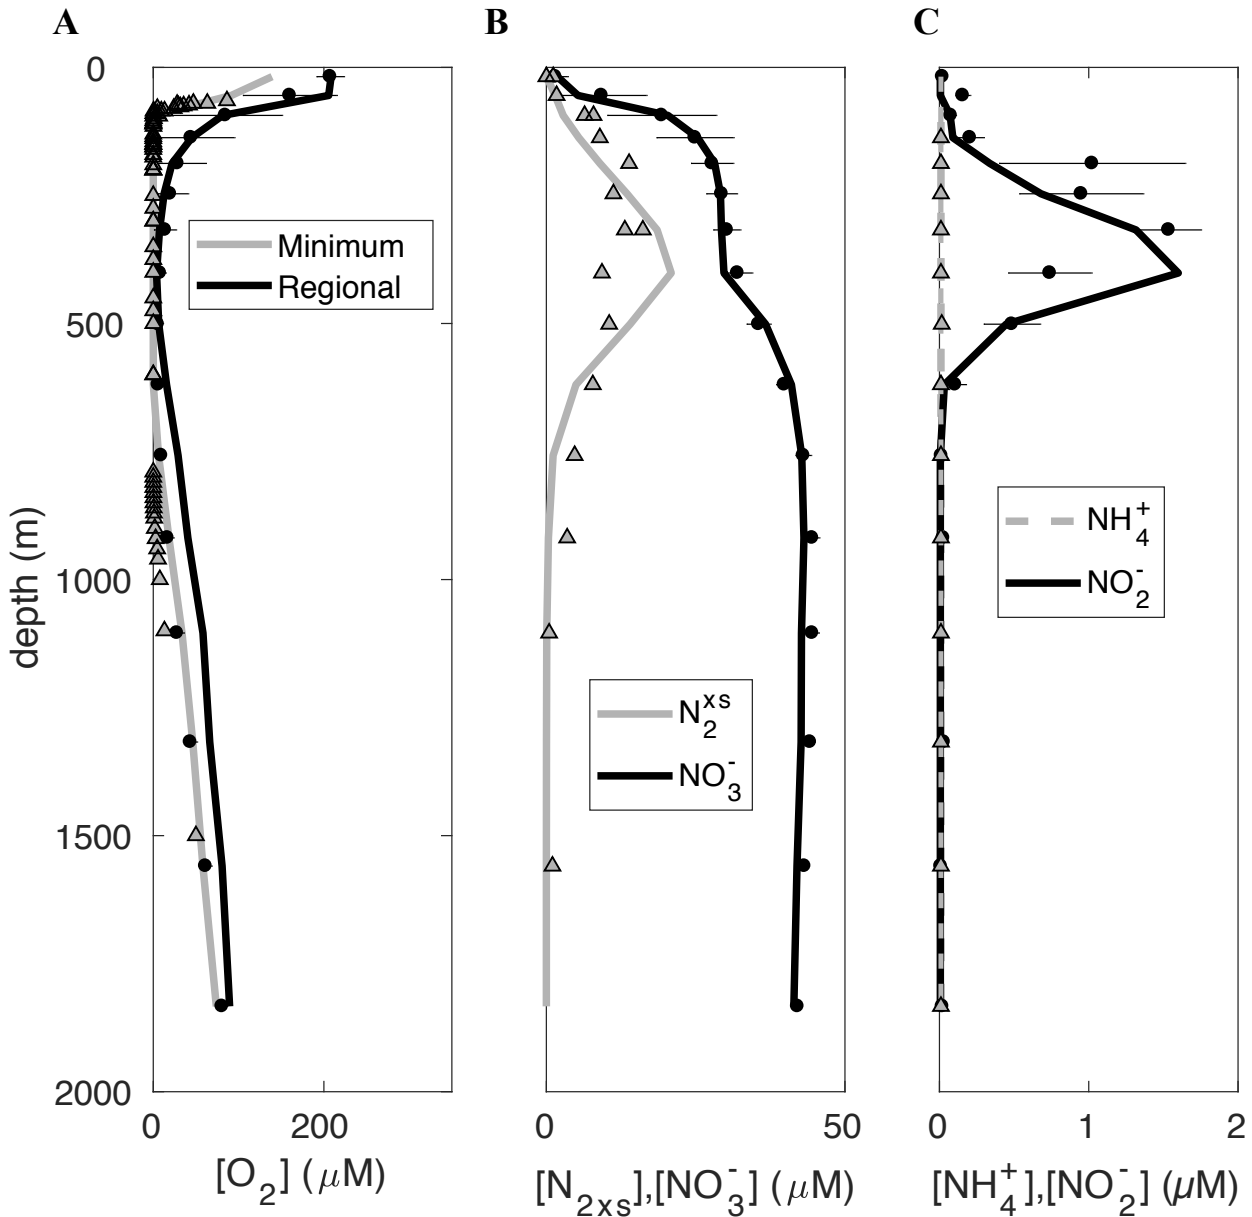 A
B
C
0
500
1000
1500
2000
depth (m)
Minimum
Regional
N₂ˣˢ
NO₃⁻
NH₄⁺
NO₂⁻
0 200
0 50
0 1 2
[O₂] (μM)
[N₂ₓₛ],[NO₃⁻] (μM)
[NH₄⁺],[NO₂⁻] (μM)